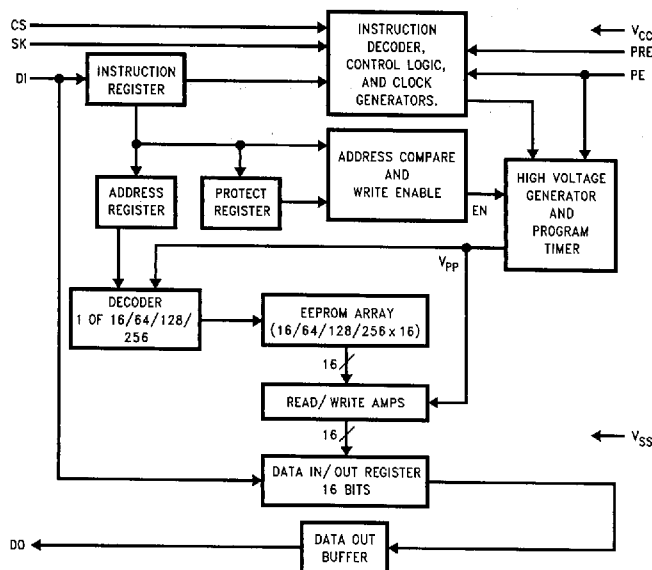 CS
SK
DI
INSTRUCTION
REGISTER
INSTRUCTION
DECODER,
CONTROL LOGIC,
AND CLOCK
GENERATORS.
VCC
PRE
PE
ADDRESS
REGISTER
PROTECT
REGISTER
ADDRESS COMPARE
AND
WRITE ENABLE
EN
HIGH VOLTAGE
GENERATOR
AND
PROGRAM
TIMER
VPP
DECODER
1 OF 16/64/128/
256
EEPROM ARRAY
(16/64/128/256x16)
16
READ/WRITE AMPS
16
VSS
DATA IN/OUT REGISTER
16 BITS
DO
DATA OUT
BUFFER